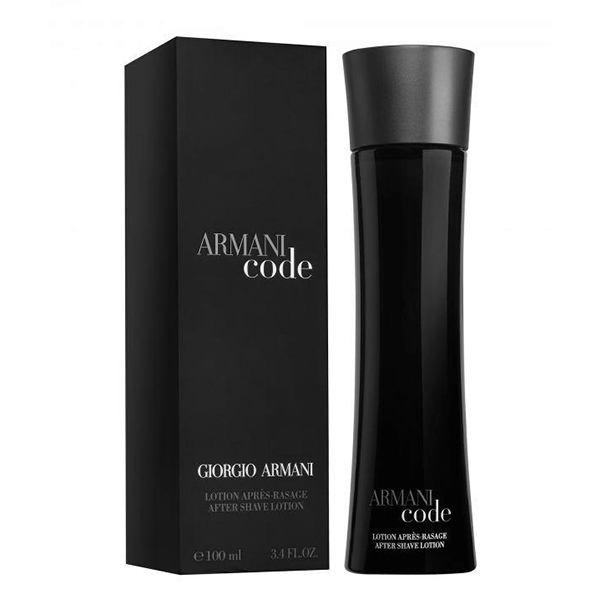 ARMANI
code
GIORGIO ARMANI
LOTION APRÈS-RASAGE
AFTER SHAVE LOTION
℮100 ml 3.4 FL.OZ.
ARMANI
code
LOTION APRÈS-RASAGE
AFTER SHAVE LOTION